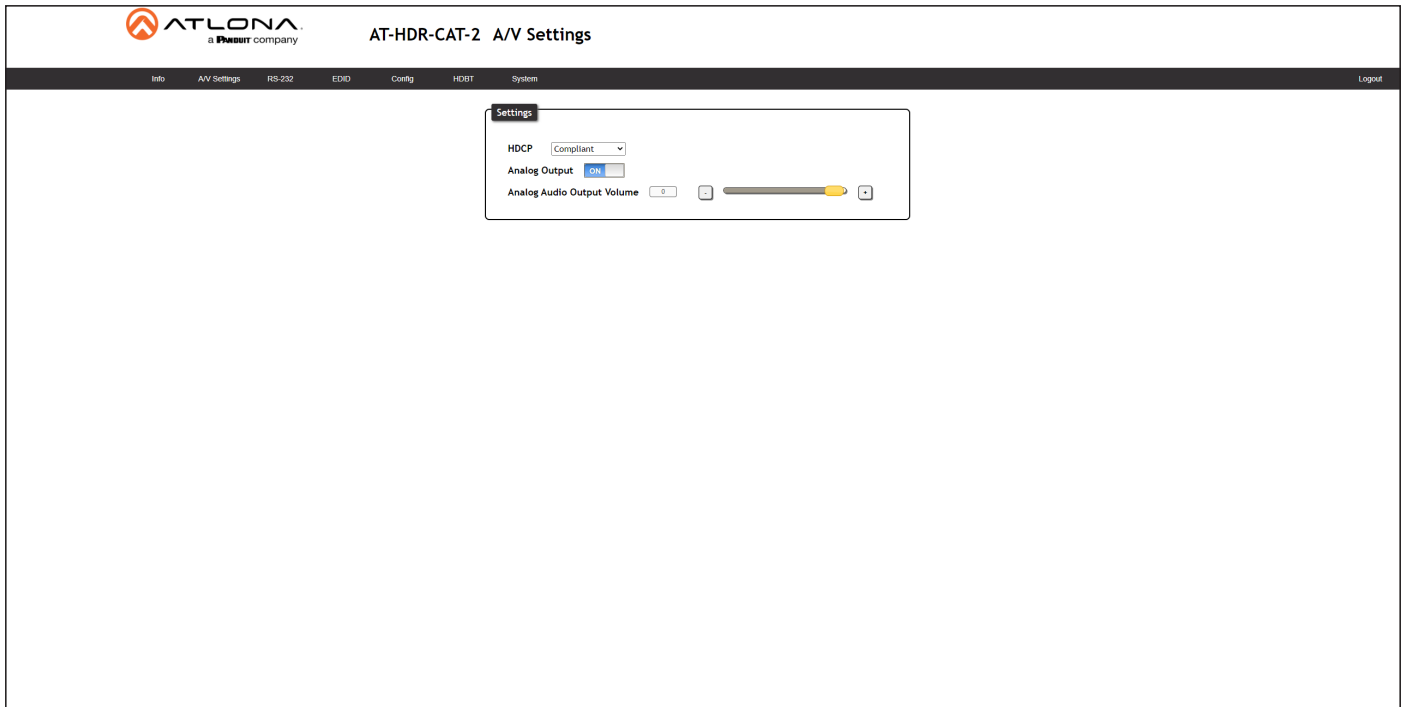 ATLONA.
a PANDUIT company
AT-HDR-CAT-2 A/V Settings
Info A/V Settings RS-232 EDID Config HDBT System Logout
Settings
HDCP Compliant
Analog Output ON
Analog Audio Output Volume 0 - +